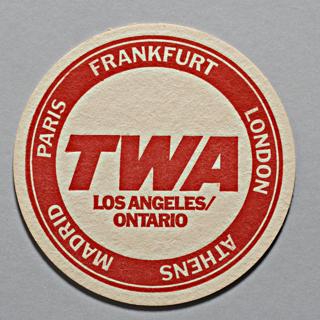 FRANKFURT
LONDON
ATHENS
MADRID
PARIS
TWA
LOS ANGELES/
ONTARIO